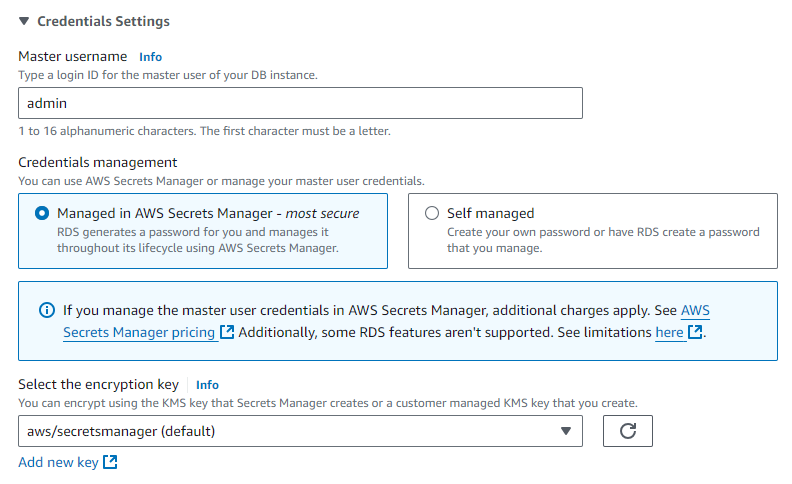 Credentials Settings
Master username Info
Type a login ID for the master user of your DB instance.
admin
1 to 16 alphanumeric characters. The first character must be a letter.
Credentials management
You can use AWS Secrets Manager or manage your master user credentials.
Managed in AWS Secrets Manager - most secure
RDS generates a password for you and manages it
throughout its lifecycle using AWS Secrets Manager.
Self managed
Create your own password or have RDS create a password
that you manage.
If you manage the master user credentials in AWS Secrets Manager, additional charges apply. See AWS
Secrets Manager pricing Additionally, some RDS features aren't supported. See limitations here .
Select the encryption key Info
You can encrypt using the KMS key that Secrets Manager creates or a customer managed KMS key that you create.
aws/secretsmanager (default)
Add new key